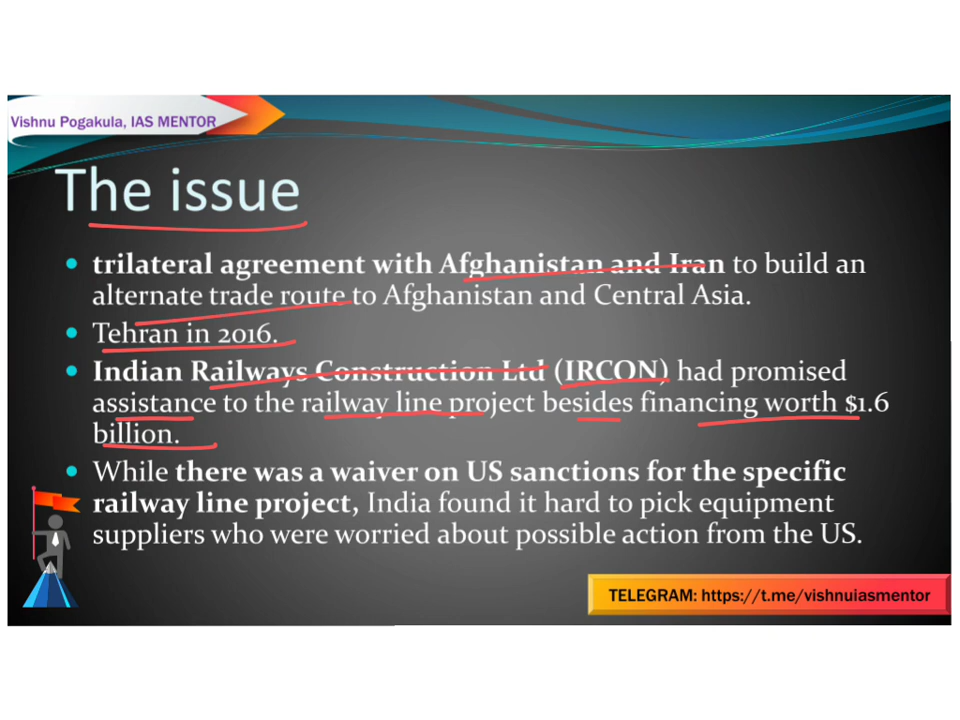 Vishnu Pogakula, IAS MENTOR
The issue
• trilateral agreement with Afghanistan and Iran to build an
alternate trade route to Afghanistan and Central Asia.
• Tehran in 2016.
• Indian Railways Construction Ltd (IRCON) had promised
assistance to the railway line project besides financing worth $1.6
billion.
• While there was a waiver on US sanctions for the specific
railway line project, India found it hard to pick equipment
suppliers who were worried about possible action from the US.
TELEGRAM: https://t.me/vishnuiasmentor